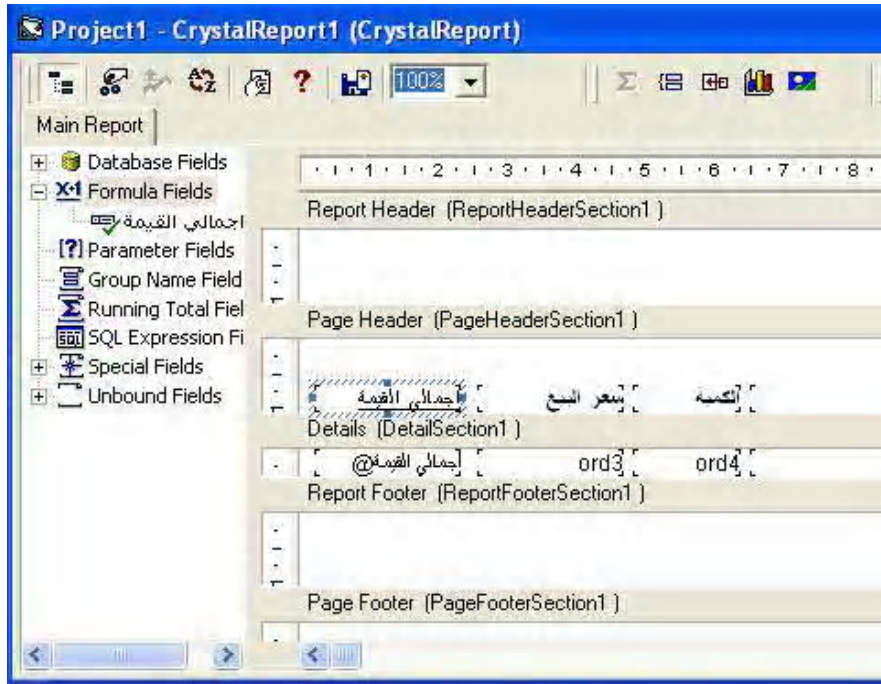 Project1 - CrystalReport1 (CrystalReport)
100%
Main Report
Database Fields
Formula Fields
اجمالي القيمة
Parameter Fields
Group Name Field
Running Total Fiel
SQL Expression Fi
Special Fields
Unbound Fields
1 2 3 4 5 6 7 8
Report Header (ReportHeaderSection1 )
Page Header (PageHeaderSection1 )
الكمية سعر البيع اجمالي القيمة
Details (DetailSection1 )
ord4 ord3 اجمالي القيمة@
Report Footer (ReportFooterSection1 )
Page Footer (PageFooterSection1 )